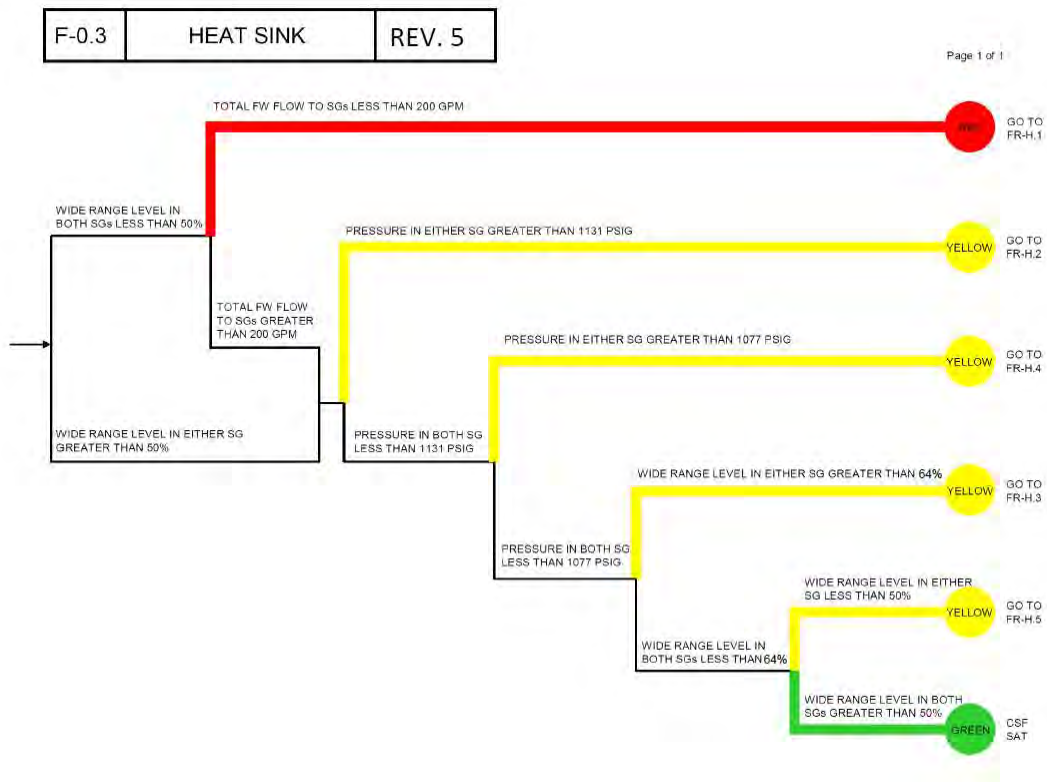 F-0.3
HEAT SINK
REV. 5
Page 1 of 1
TOTAL FW FLOW TO SGs LESS THAN 200 GPM
RED
GO TO
FR-H.1
WIDE RANGE LEVEL IN
BOTH SGs LESS THAN 50%
PRESSURE IN EITHER SG GREATER THAN 1131 PSIG
YELLOW
GO TO
FR-H.2
TOTAL FW FLOW
TO SGs GREATER
THAN 200 GPM
PRESSURE IN EITHER SG GREATER THAN 1077 PSIG
YELLOW
GO TO
FR-H.4
WIDE RANGE LEVEL IN EITHER SG
GREATER THAN 50%
PRESSURE IN BOTH SG
LESS THAN 1131 PSIG
WIDE RANGE LEVEL IN EITHER SG GREATER THAN 64%
YELLOW
GO TO
FR-H.3
PRESSURE IN BOTH SG
LESS THAN 1077 PSIG
WIDE RANGE LEVEL IN EITHER
SG LESS THAN 50%
YELLOW
GO TO
FR-H.5
WIDE RANGE LEVEL IN
BOTH SGs LESS THAN 64%
WIDE RANGE LEVEL IN BOTH
SGs GREATER THAN 50%
GREEN
CSF
SAT